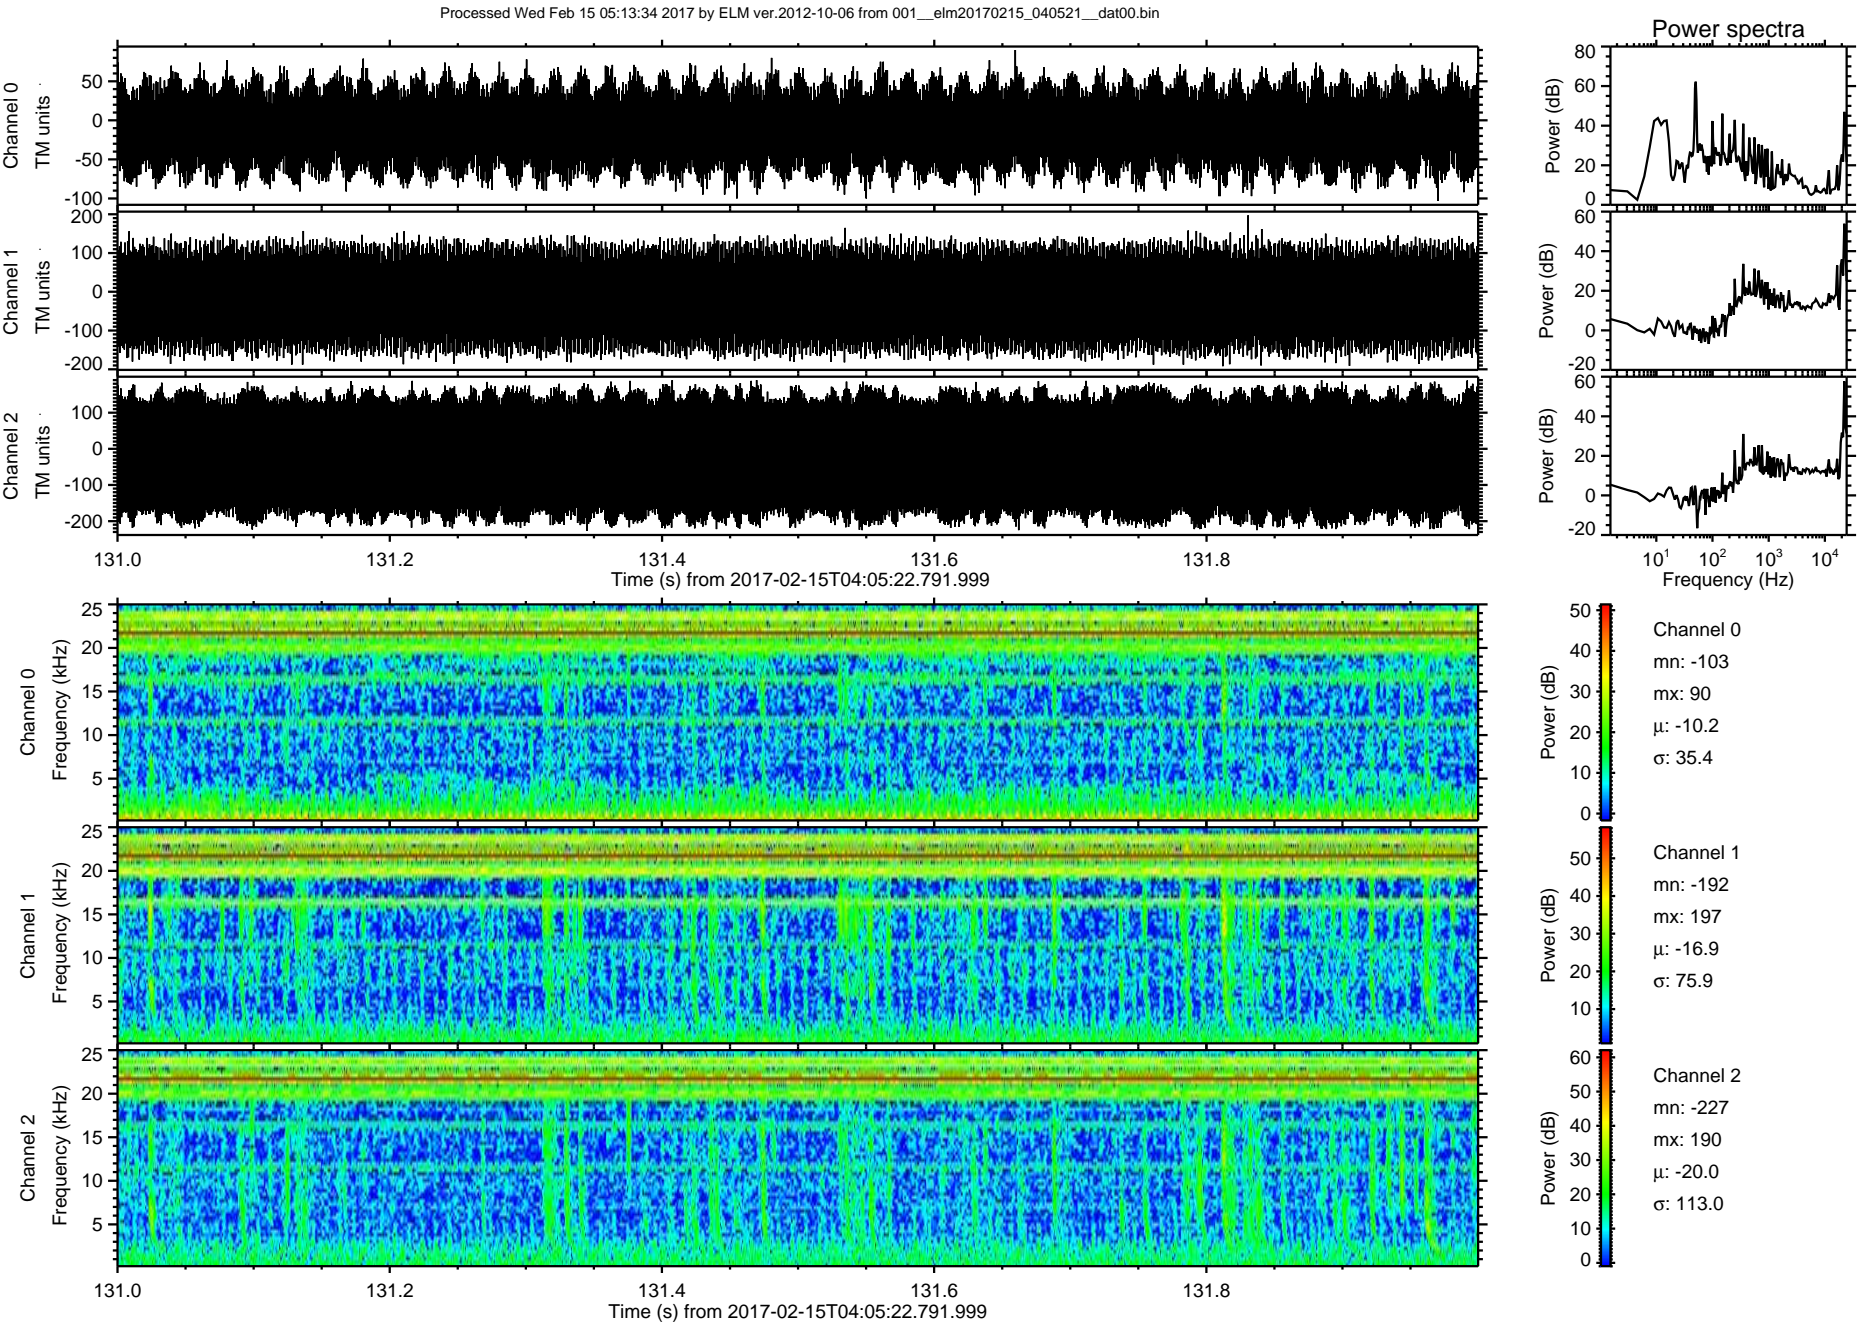 Processed Wed Feb 15 05:13:34 2017 by ELM ver.2012-10-06 from 001__elm20170215_040521__dat00.bin
Power spectra
Channel 0
TM units
50
0
-50
-100
Power (dB)
80
60
40
20
0
Channel 1
TM units
200
100
0
-100
-200
Power (dB)
60
40
20
0
-20
Channel 2
TM units
100
0
-100
-200
Power (dB)
60
40
20
0
-20
131.0 131.2 131.4 131.6 131.8
Time (s) from 2017-02-15T04:05:22.791.999
10^1 10^2 10^3 10^4
Frequency (Hz)
Channel 0
Frequency (kHz)
25
20
15
10
5
Power (dB)
50
40
30
20
10
0
Channel 0
mn: -103
mx: 90
µ: -10.2
σ: 35.4
Channel 1
Frequency (kHz)
25
20
15
10
5
Power (dB)
50
40
30
20
10
Channel 1
mn: -192
mx: 197
µ: -16.9
σ: 75.9
Channel 2
Frequency (kHz)
25
20
15
10
5
Power (dB)
60
50
40
30
20
10
0
Channel 2
mn: -227
mx: 190
µ: -20.0
σ: 113.0
131.0 131.2 131.4 131.6 131.8
Time (s) from 2017-02-15T04:05:22.791.999